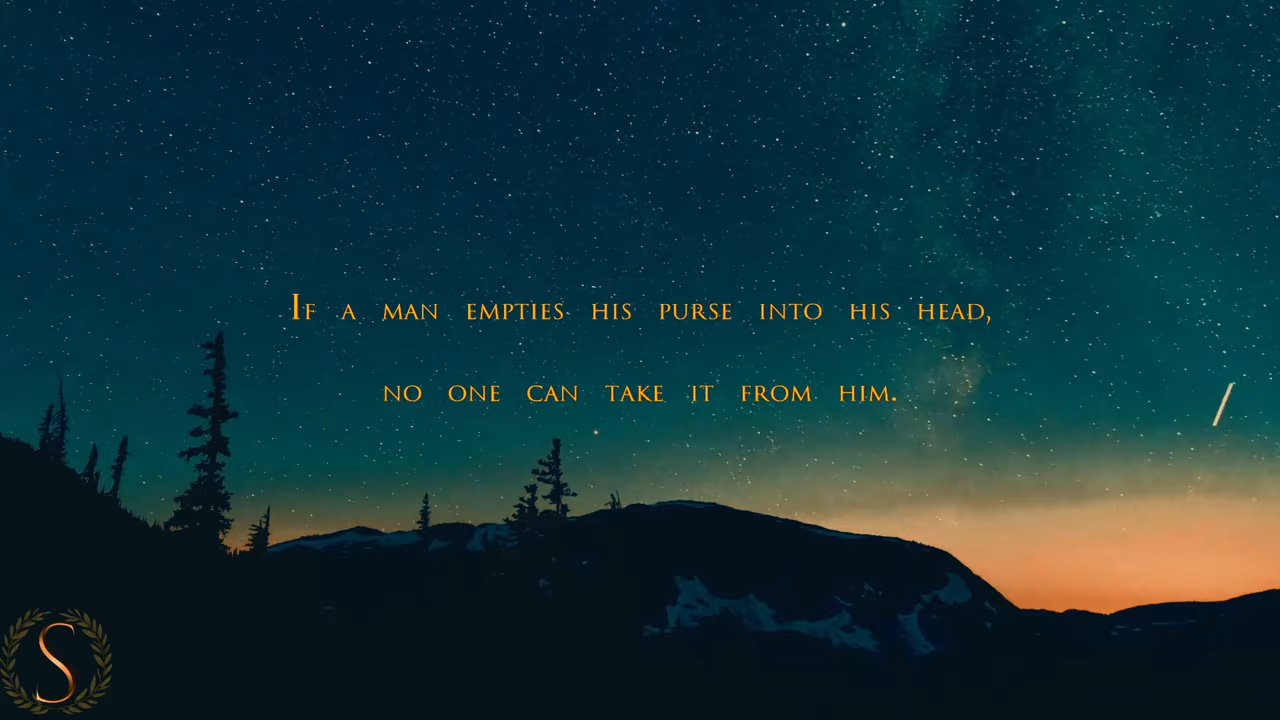 If a man empties his purse into his head,
no one can take it from him.
S